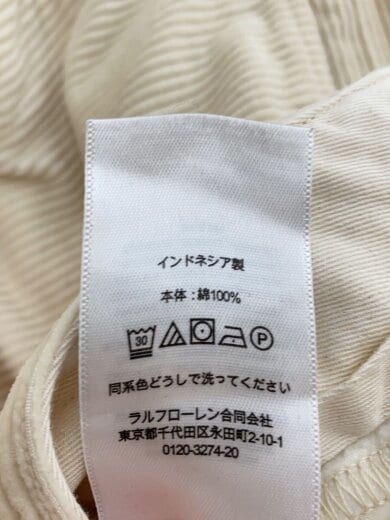 インドネシア製
本体 : 綿100%
30 P
同系色どうしで洗ってください
ラルフローレン合同会社
東京都千代田区永田町2-10-1
0120-3274-20